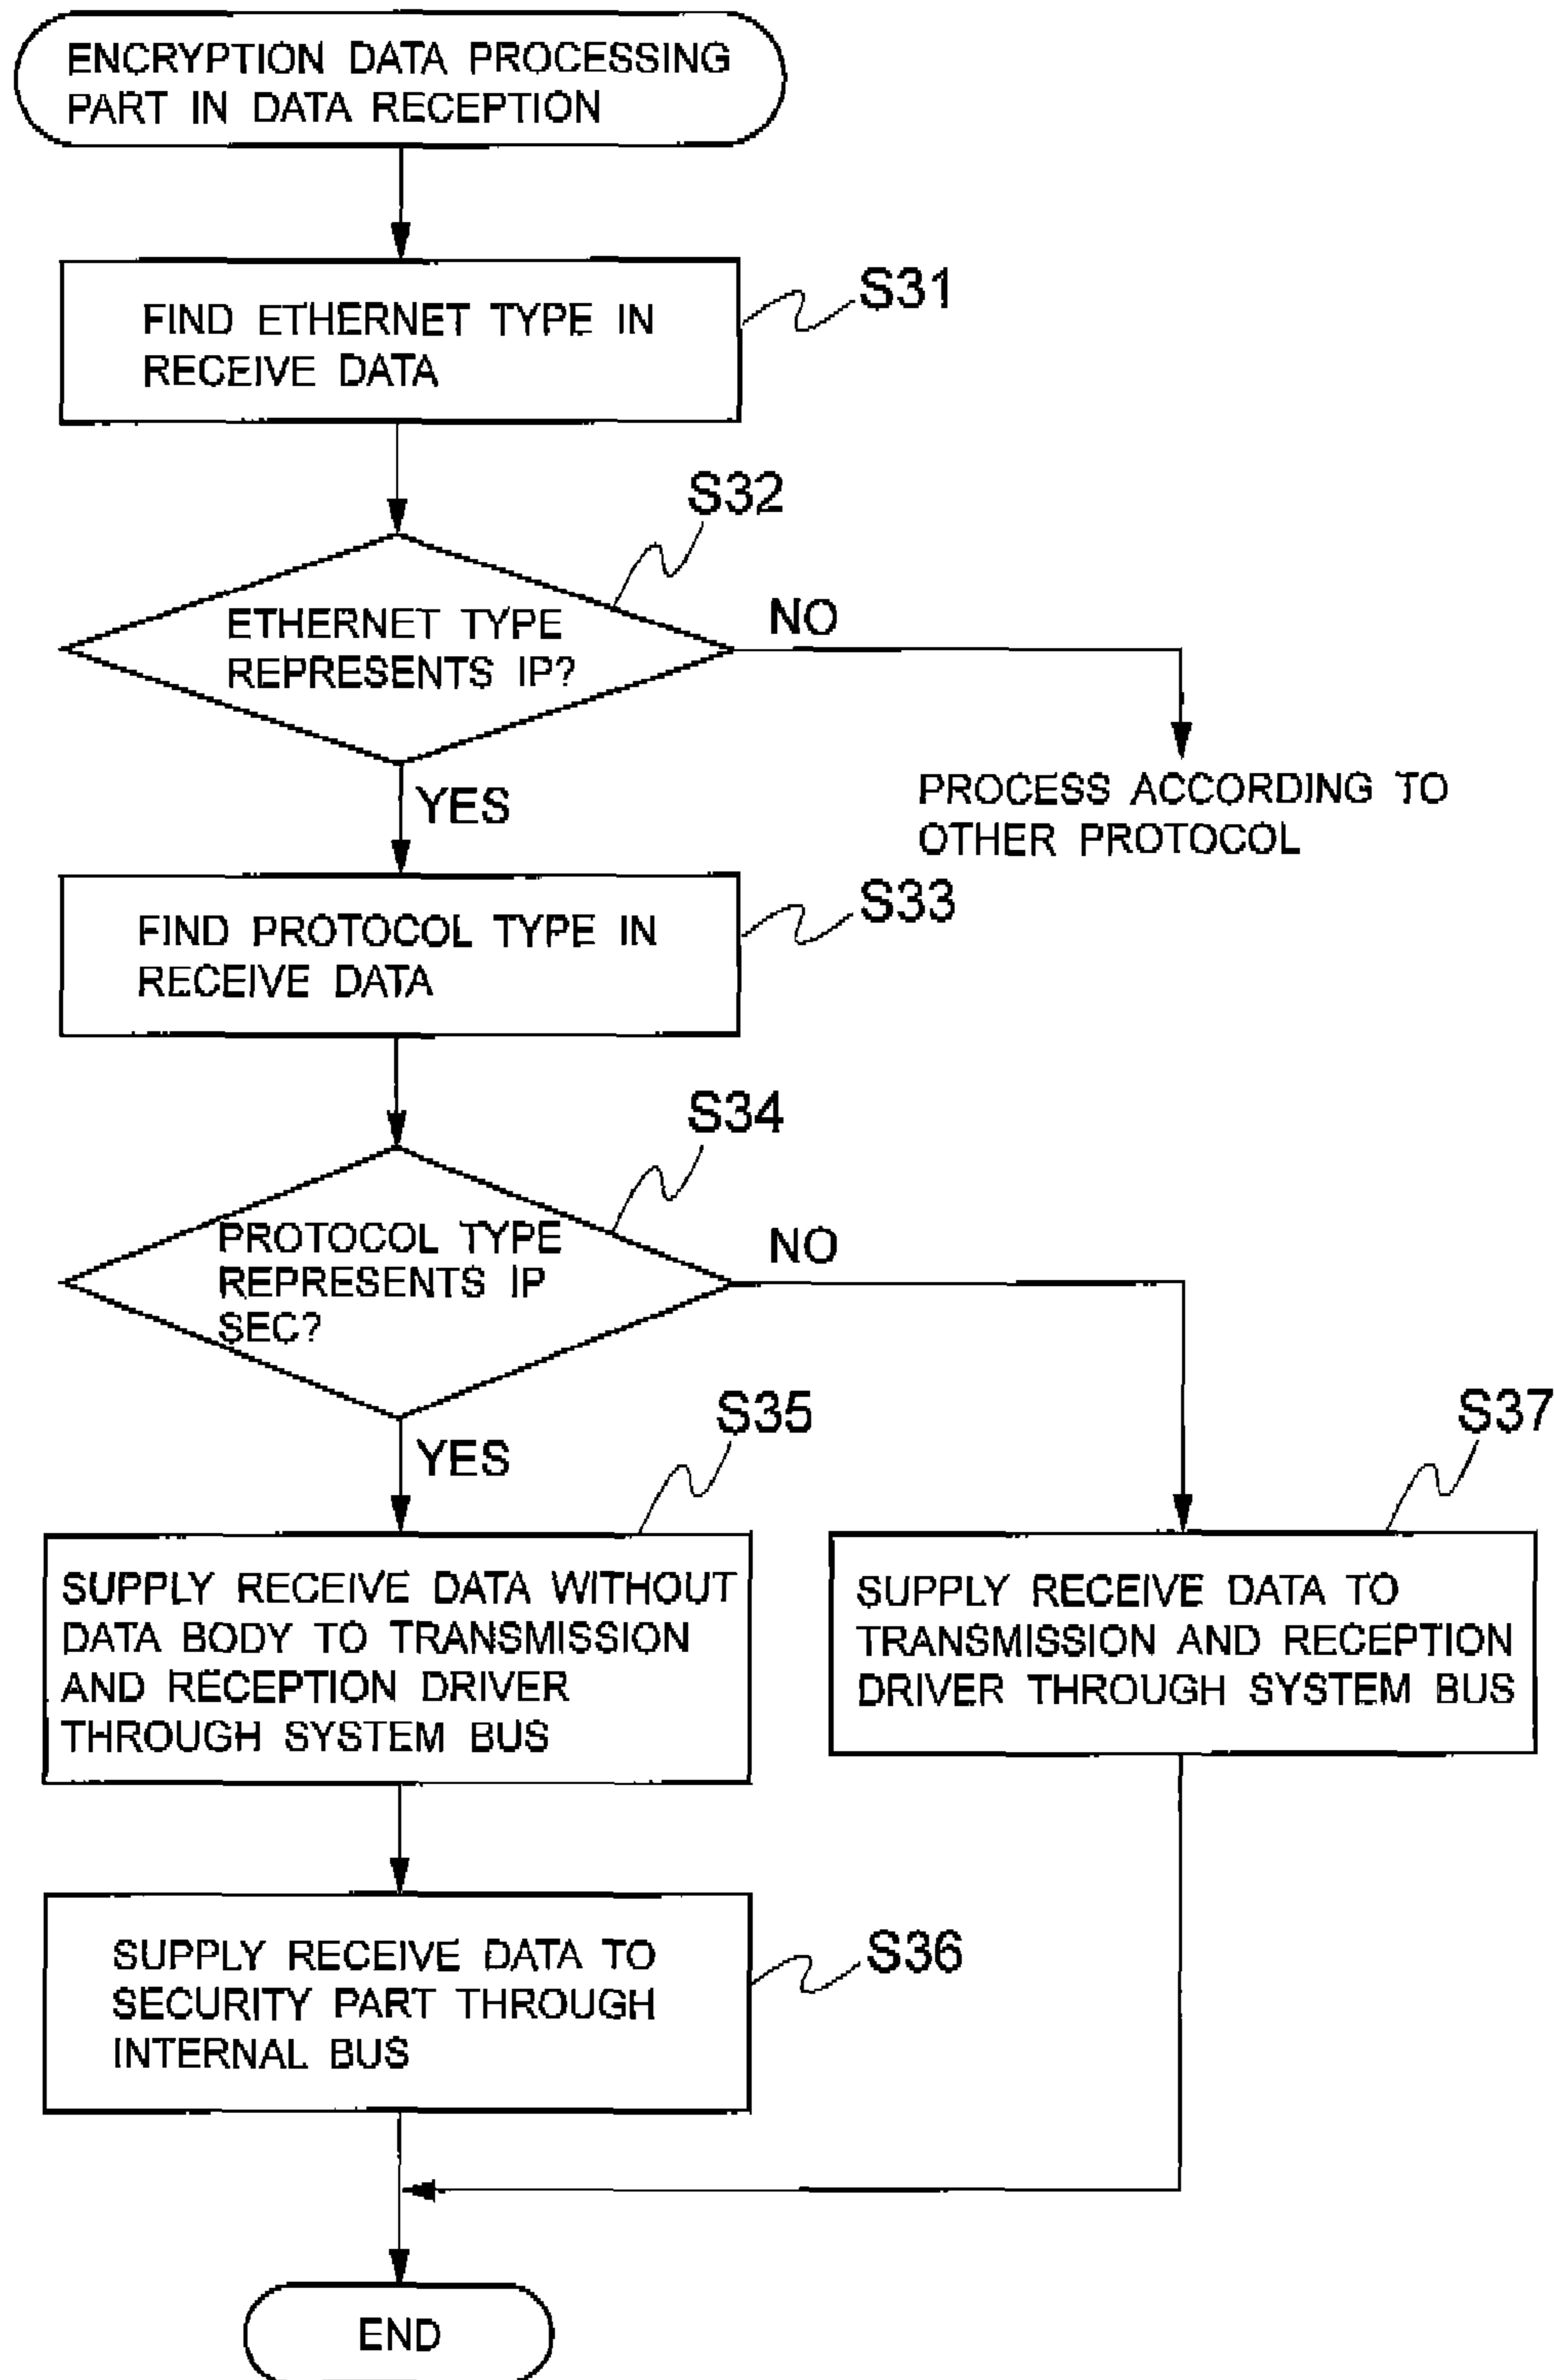 ENCRYPTION DATA PROCESSING
PART IN DATA RECEPTION
FIND ETHERNET TYPE IN
RECEIVE DATA
S31
S32
ETHERNET TYPE
REPRESENTS IP?
NO
YES
PROCESS ACCORDING TO
OTHER PROTOCOL
FIND PROTOCOL TYPE IN
RECEIVE DATA
S33
S34
PROTOCOL TYPE
REPRESENTS IP
SEC?
NO
YES
S35
SUPPLY RECEIVE DATA WITHOUT
DATA BODY TO TRANSMISSION
AND RECEPTION DRIVER
THROUGH SYSTEM BUS
S37
SUPPLY RECEIVE DATA TO
TRANSMISSION AND RECEPTION
DRIVER THROUGH SYSTEM BUS
SUPPLY RECEIVE DATA TO
SECURITY PART THROUGH
INTERNAL BUS
S36
END